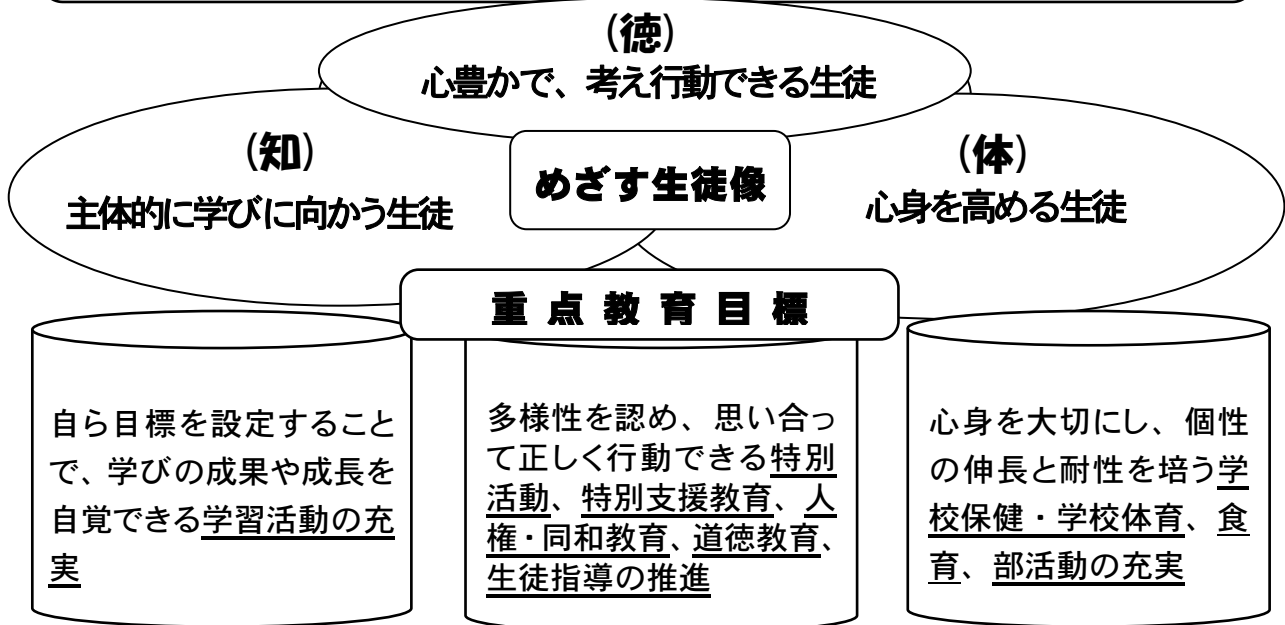 (徳)
心豊かで、考え行動できる生徒
(知)
主体的に学びに向かう生徒
めざす生徒像
(体)
心身を高める生徒
重点教育目標
自ら目標を設定すること
で、学びの成果や成長を
自覚できる学習活動の充
実
多様性を認め、思い合っ
て正しく行動できる特別
活動、特別支援教育、人
権・同和教育、道徳教育、
生徒指導の推進
心身を大切にし、個性
の伸長と耐性を培う学
校保健・学校体育、食
育、部活動の充実